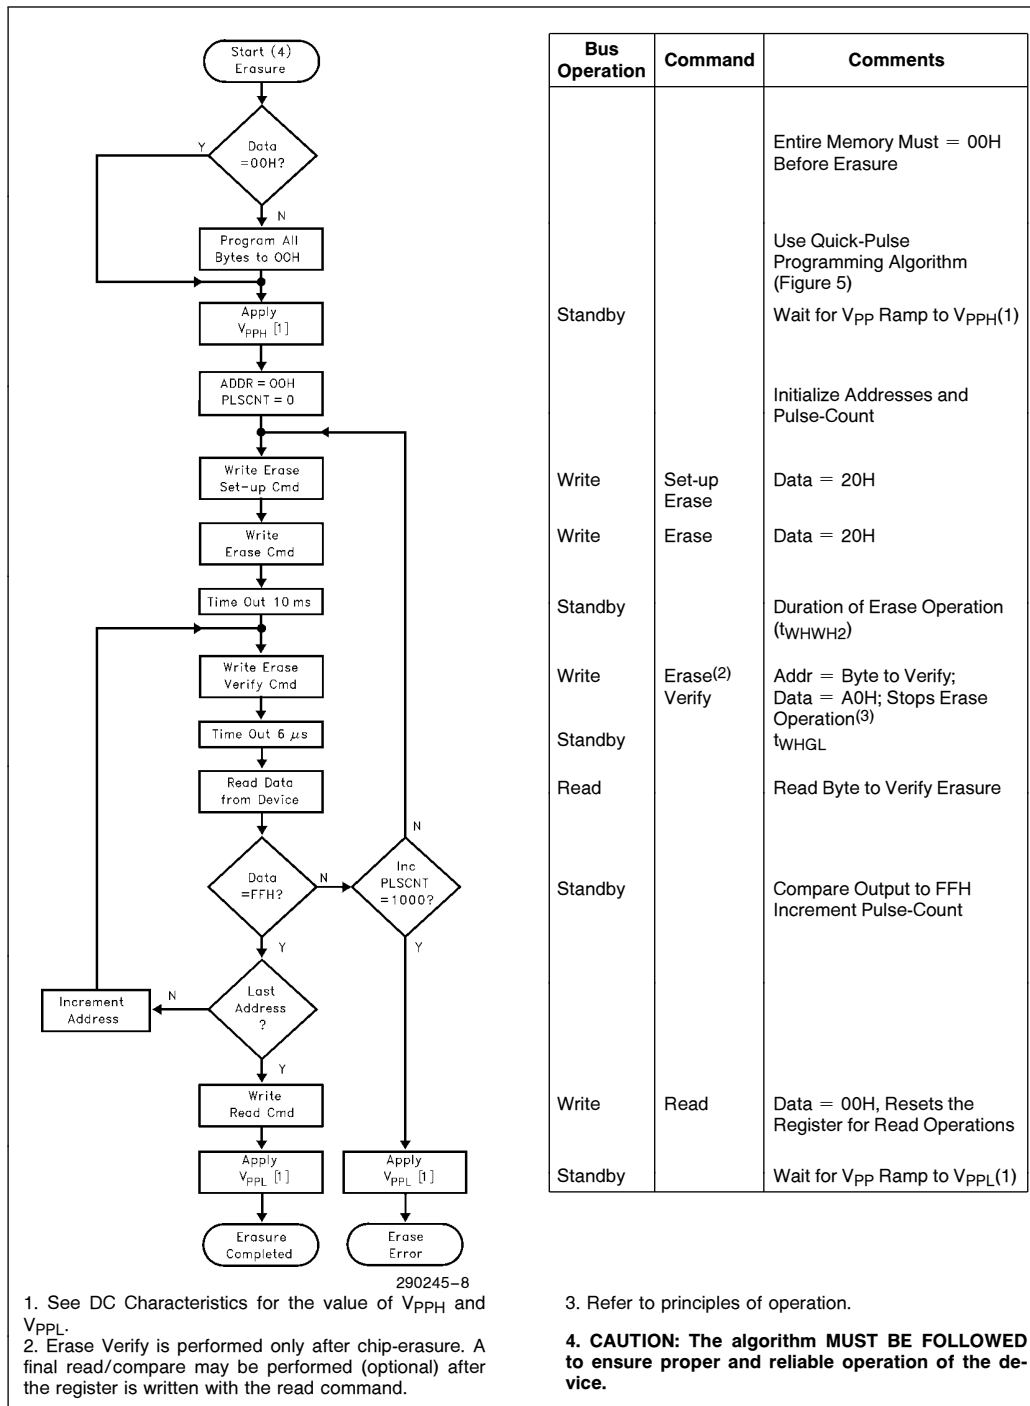 Start (4)
Erasure
Data
=00H?
Y
N
Program All
Bytes to 00H
Apply
VPPH [1]
ADDR = 00H
PLSCNT = 0
Write Erase
Set-up Cmd
Write
Erase Cmd
Time Out 10 ms
Write Erase
Verify Cmd
Time Out 6 μs
Read Data
from Device
Data
=FFH?
N
Y
Inc
PLSCNT
=1000?
N
Y
Last
Address
?
N
Y
Increment
Address
Write
Read Cmd
Apply
VPPL [1]
Apply
VPPL [1]
Erasure
Completed
Erase
Error
290245–8
Bus
Operation
Command
Comments
Entire Memory Must = 00H
Before Erasure
Use Quick-Pulse
Programming Algorithm
(Figure 5)
Standby
Wait for VPP Ramp to VPPH(1)
Initialize Addresses and
Pulse-Count
Write
Set-up
Erase
Data = 20H
Write
Erase
Data = 20H
Standby
Duration of Erase Operation
(tWHWH2)
Write
Erase(2)
Verify
Addr = Byte to Verify;
Data = A0H; Stops Erase
Operation(3)
Standby
tWHGL
Read
Read Byte to Verify Erasure
Standby
Compare Output to FFH
Increment Pulse-Count
Write
Read
Data = 00H, Resets the
Register for Read Operations
Standby
Wait for VPP Ramp to VPPL(1)
1. See DC Characteristics for the value of VPPH and
VPPL.
2. Erase Verify is performed only after chip-erasure. A
final read/compare may be performed (optional) after
the register is written with the read command.
3. Refer to principles of operation.
4. CAUTION: The algorithm MUST BE FOLLOWED
to ensure proper and reliable operation of the de-
vice.